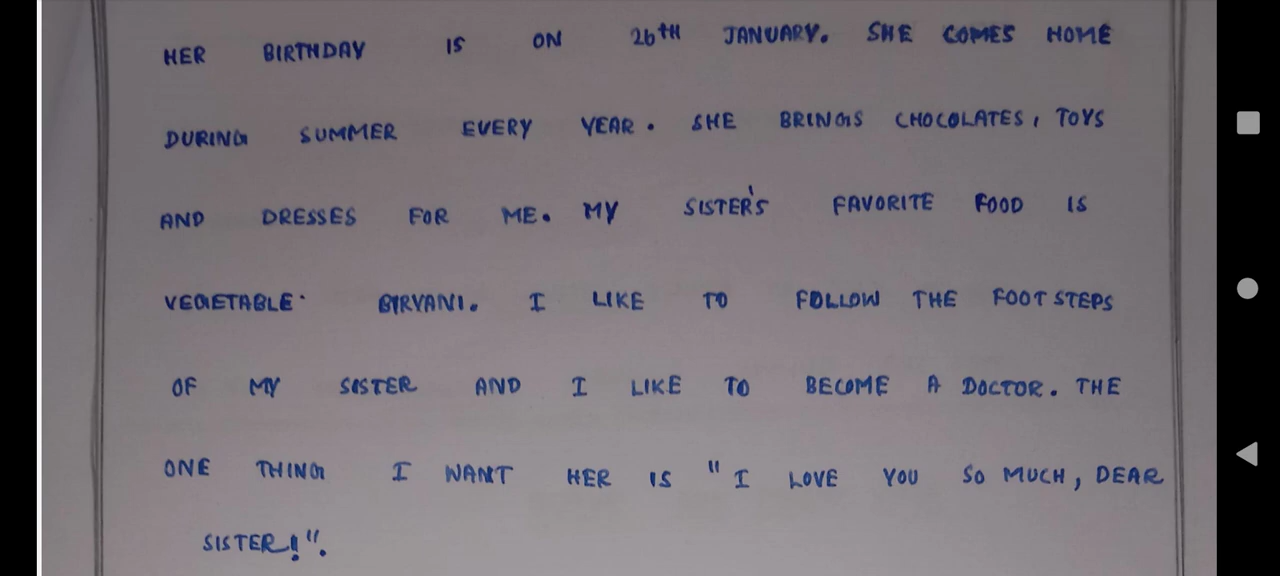 HER BIRTHDAY IS ON 26TH JANUARY. SHE COMES HOME
DURING SUMMER EVERY YEAR. SHE BRINGS CHOCOLATES, TOYS
AND DRESSES FOR ME. MY SISTER'S FAVORITE FOOD IS
VEGETABLE BIRYANI. I LIKE TO FOLLOW THE FOOT STEPS
OF MY SISTER AND I LIKE TO BECOME A DOCTOR. THE
ONE THING I WANT HER IS "I LOVE YOU SO MUCH, DEAR
SISTER!".